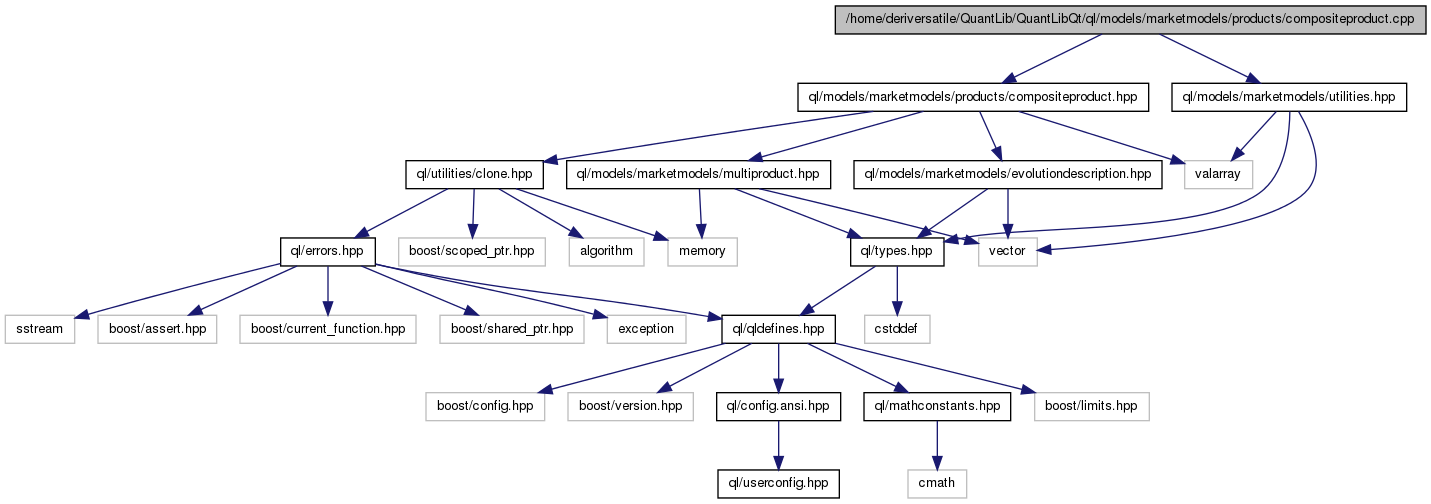 /home/deriversatile/QuantLib/QuantLibQt/ql/models/marketmodels/products/compositeproduct.cpp
ql/models/marketmodels/products/compositeproduct.hpp
ql/models/marketmodels/utilities.hpp
ql/utilities/clone.hpp
ql/models/marketmodels/multiproduct.hpp
ql/models/marketmodels/evolutiondescription.hpp
valarray
ql/errors.hpp
boost/scoped_ptr.hpp
algorithm
memory
ql/types.hpp
vector
sstream
boost/assert.hpp
boost/current_function.hpp
boost/shared_ptr.hpp
exception
ql/qldefines.hpp
cstddef
boost/config.hpp
boost/version.hpp
ql/config.ansi.hpp
ql/mathconstants.hpp
boost/limits.hpp
ql/userconfig.hpp
cmath